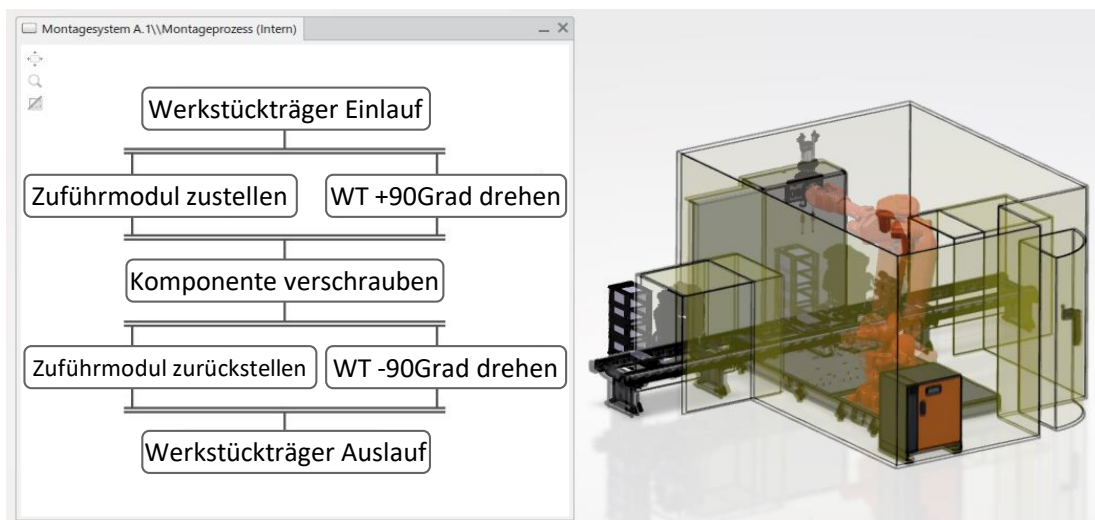 Montagesystem A.1\\Montageprozess (Intern)
Werkstückträger Einlauf
Zuführmodul zustellen
WT +90Grad drehen
Komponente verschrauben
Zuführmodul zurückstellen
WT -90Grad drehen
Werkstückträger Auslauf